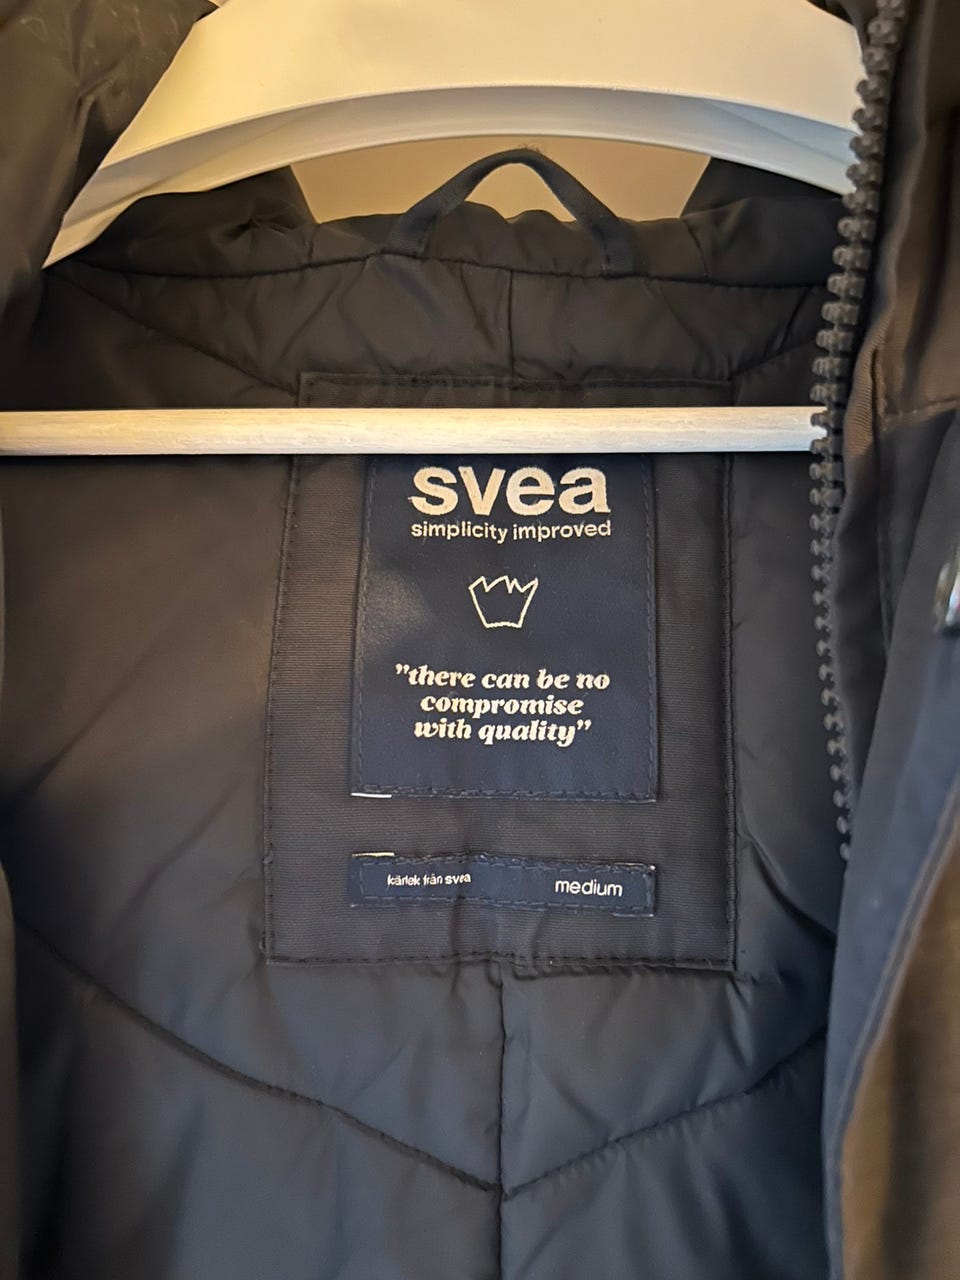 svea
simplicity improved
"there can be no
compromise
with quality"
kärlek från svea
medium